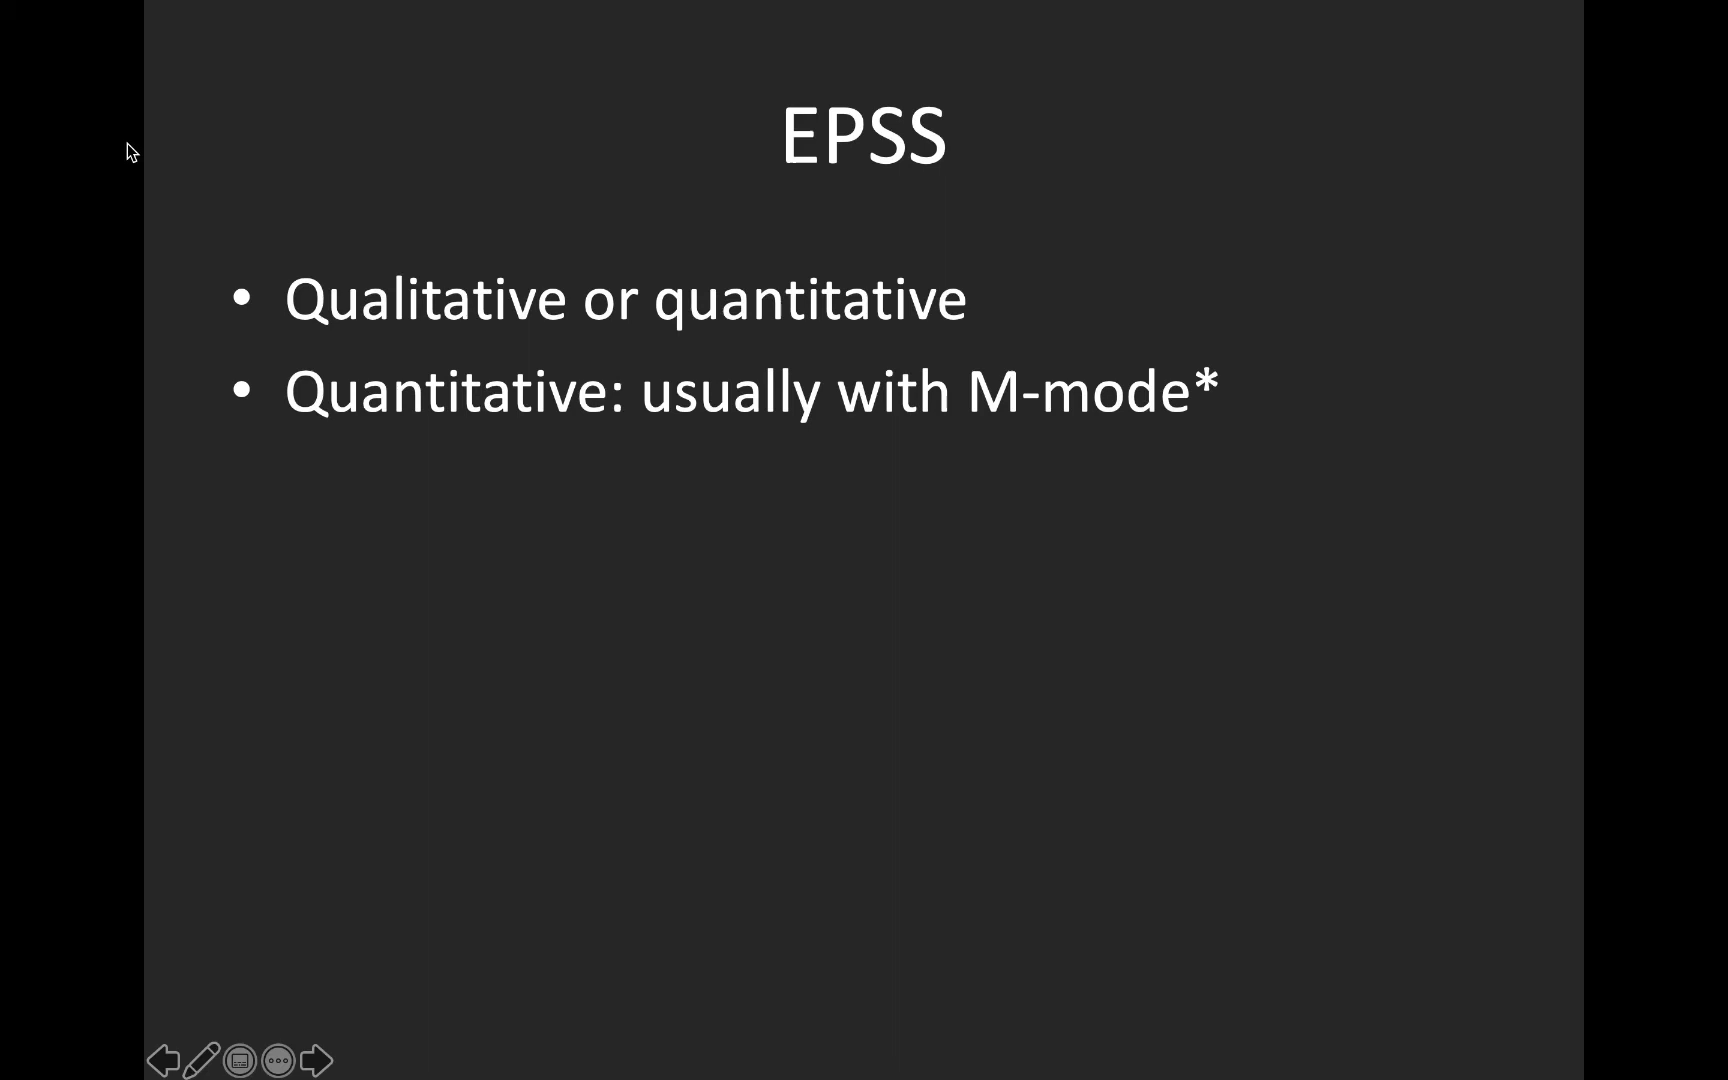 EPSS
• Qualitative or quantitative
• Quantitative: usually with M-mode*